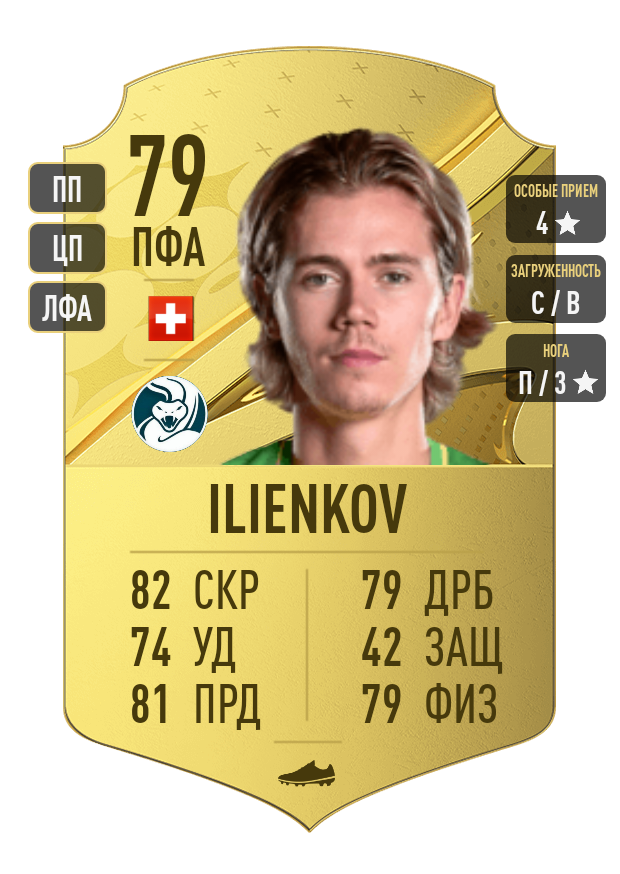 79
ПФА
ПП
ЦП
ЛФА
ОСОБЫЕ ПРИЕМ
4
ЗАГРУЖЕННОСТЬ
С / В
НОГА
П / 3
ILIENKOV
82 СКР
74 УД
81 ПРД
79 ДРБ
42 ЗАЩ
79 ФИЗ